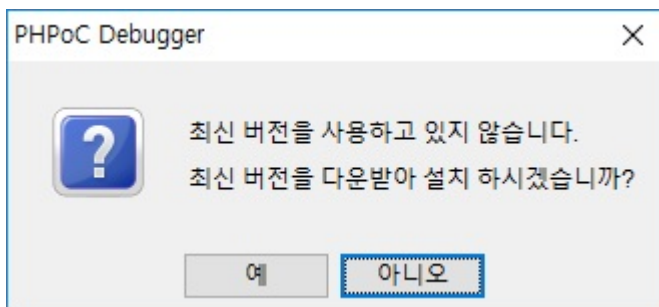 PHPoC Debugger
최신 버전을 사용하고 있지 않습니다.
최신 버전을 다운받아 설치 하시겠습니까?
예
아니오